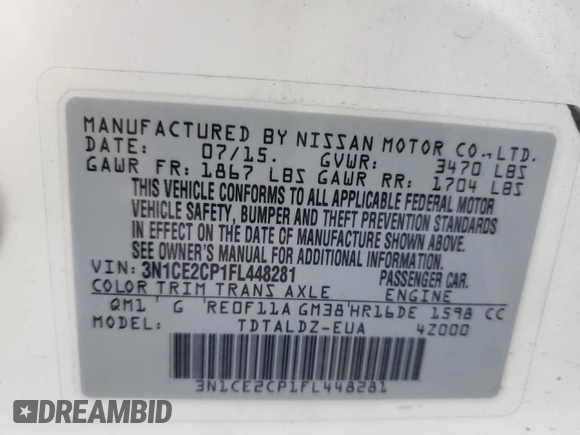 MANUFACTURED BY NISSAN MOTOR CO.,LTD.
DATE: 07/15. GVWR: 3470 LBS
GAWR FR: 1867 LBS GAWR RR: 1704 LBS
THIS VEHICLE CONFORMS TO ALL APPLICABLE FEDERAL MOTOR
VEHICLE SAFETY, BUMPER AND THEFT PREVENTION STANDARDS
IN EFFECT ON THE DATE OF MANUFACTURE SHOWN ABOVE.
SEE OWNER'S MANUAL FOR ADDITIONAL INFORMATION.
VIN: 3N1CE2CP1FL448281 PASSENGER CAR.
COLOR TRIM TRANS AXLE ENGINE
QM1 G RE0F11A GM38 HR16DE 1598 CC
MODEL: TDTALDZ-EUA 4Z000
3N1CE2CP1FL448281
AUTOBIDCAR.COM